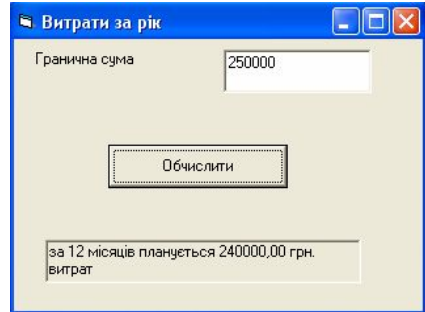 Витрати за рік
Гранична сума
250000
Обчислити
за 12 місяців планується 240000,00 грн.
витрат